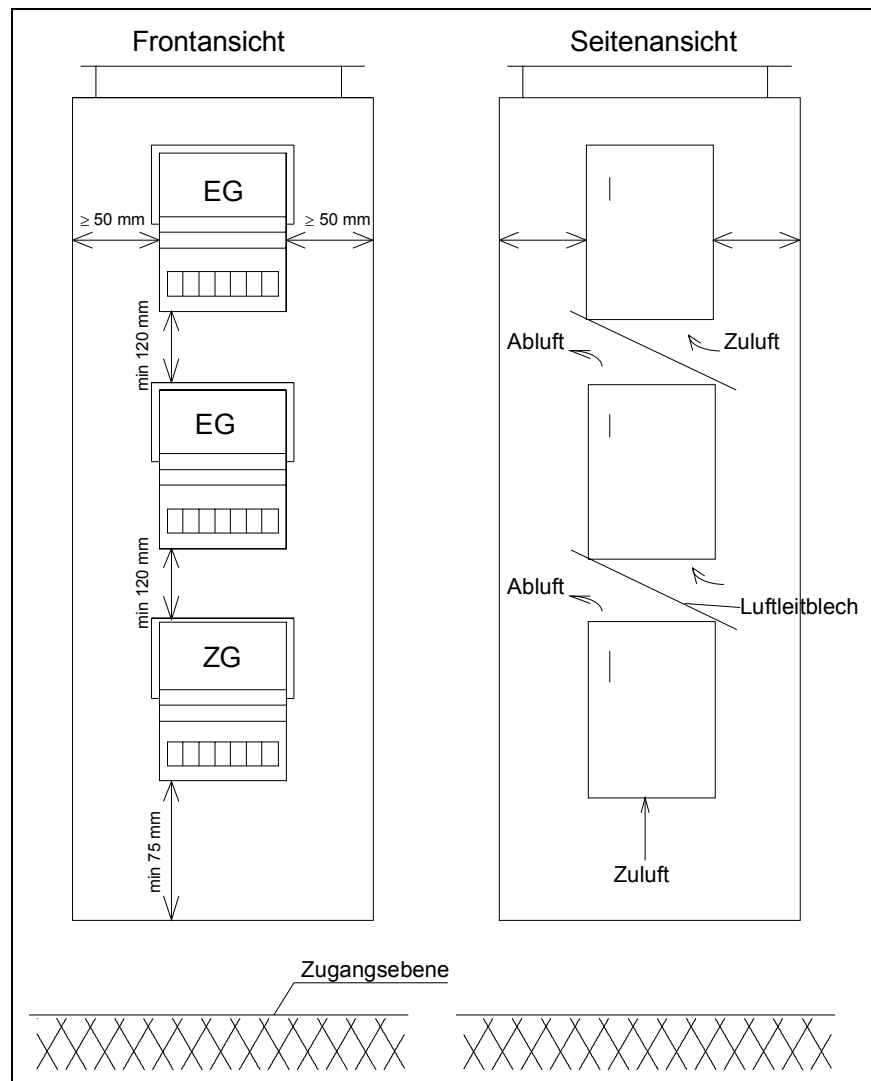 Frontansicht
Seitenansicht
EG
≥ 50 mm
≥ 50 mm
min 120 mm
Abluft
Zuluft
EG
min 120 mm
Abluft
Luftleitblech
ZG
min 75 mm
Zuluft
Zugangsebene